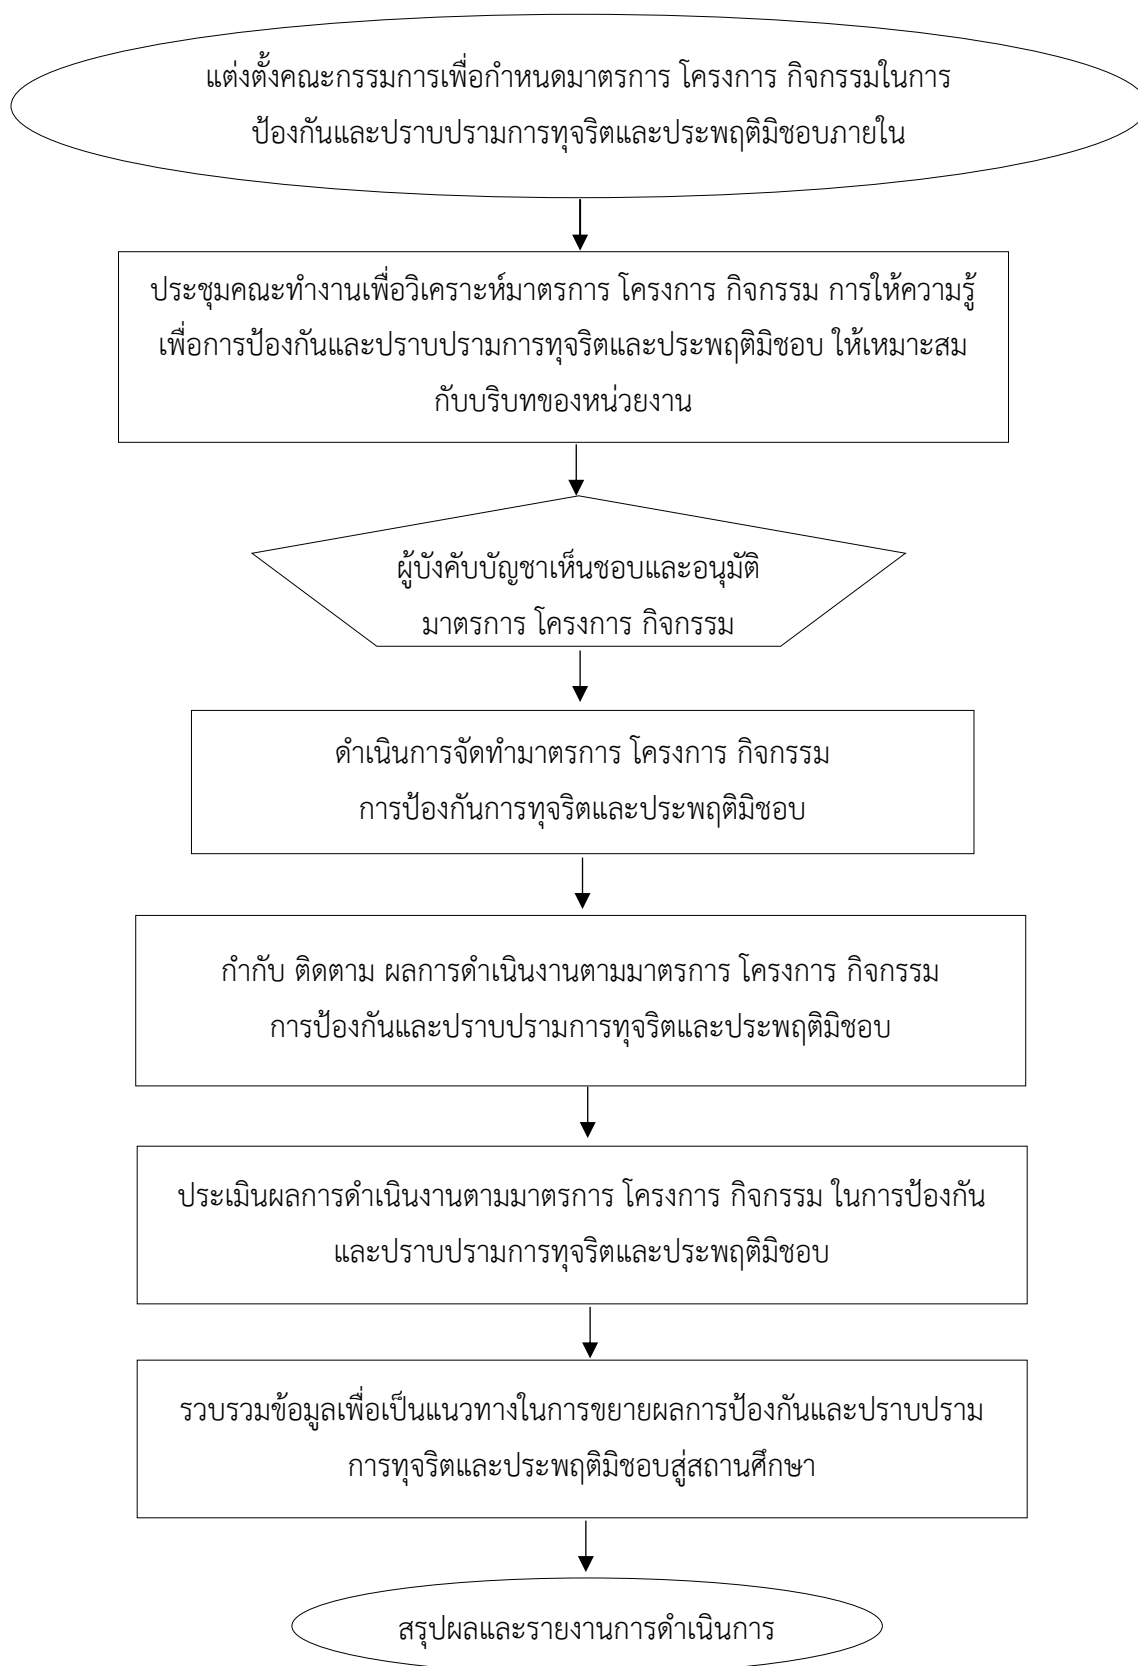 แต่งตั้งคณะกรรมการเพื่อกำหนดมาตรการ โครงการ กิจกรรมในการ
ป้องกันและปราบปรามการทุจริตและประพฤติมิชอบภายใน
ประชุมคณะทำงานเพื่อวิเคราะห์มาตรการ โครงการ กิจกรรม การให้ความรู้
เพื่อการป้องกันและปราบปรามการทุจริตและประพฤติมิชอบ ให้เหมาะสม
กับบริบทของหน่วยงาน
ผู้บังคับบัญชาเห็นชอบและอนุมัติ
มาตรการ โครงการ กิจกรรม
ดำเนินการจัดทำมาตรการ โครงการ กิจกรรม
การป้องกันการทุจริตและประพฤติมิชอบ
กำกับ ติดตาม ผลการดำเนินงานตามมาตรการ โครงการ กิจกรรม
การป้องกันและปราบปรามการทุจริตและประพฤติมิชอบ
ประเมินผลการดำเนินงานตามมาตรการ โครงการ กิจกรรม ในการป้องกัน
และปราบปรามการทุจริตและประพฤติมิชอบ
รวบรวมข้อมูลเพื่อเป็นแนวทางในการขยายผลการป้องกันและปราบปราม
การทุจริตและประพฤติมิชอบสู่สถานศึกษา
สรุปผลและรายงานการดำเนินการ